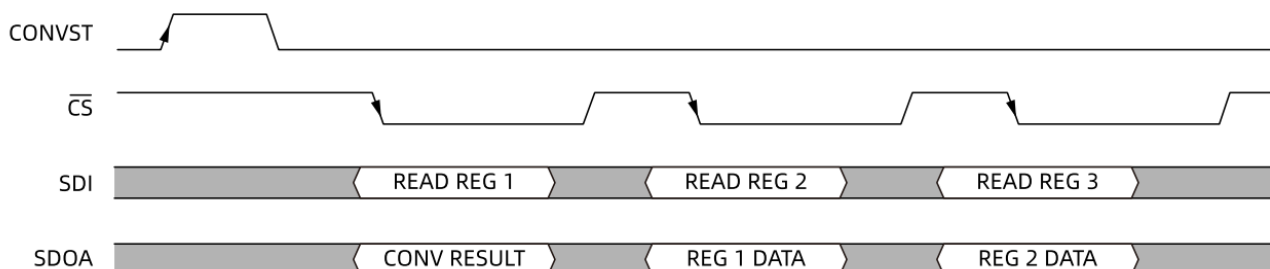 CONVST
CS
SDI READ REG 1 READ REG 2 READ REG 3
SDOA CONV RESULT REG 1 DATA REG 2 DATA